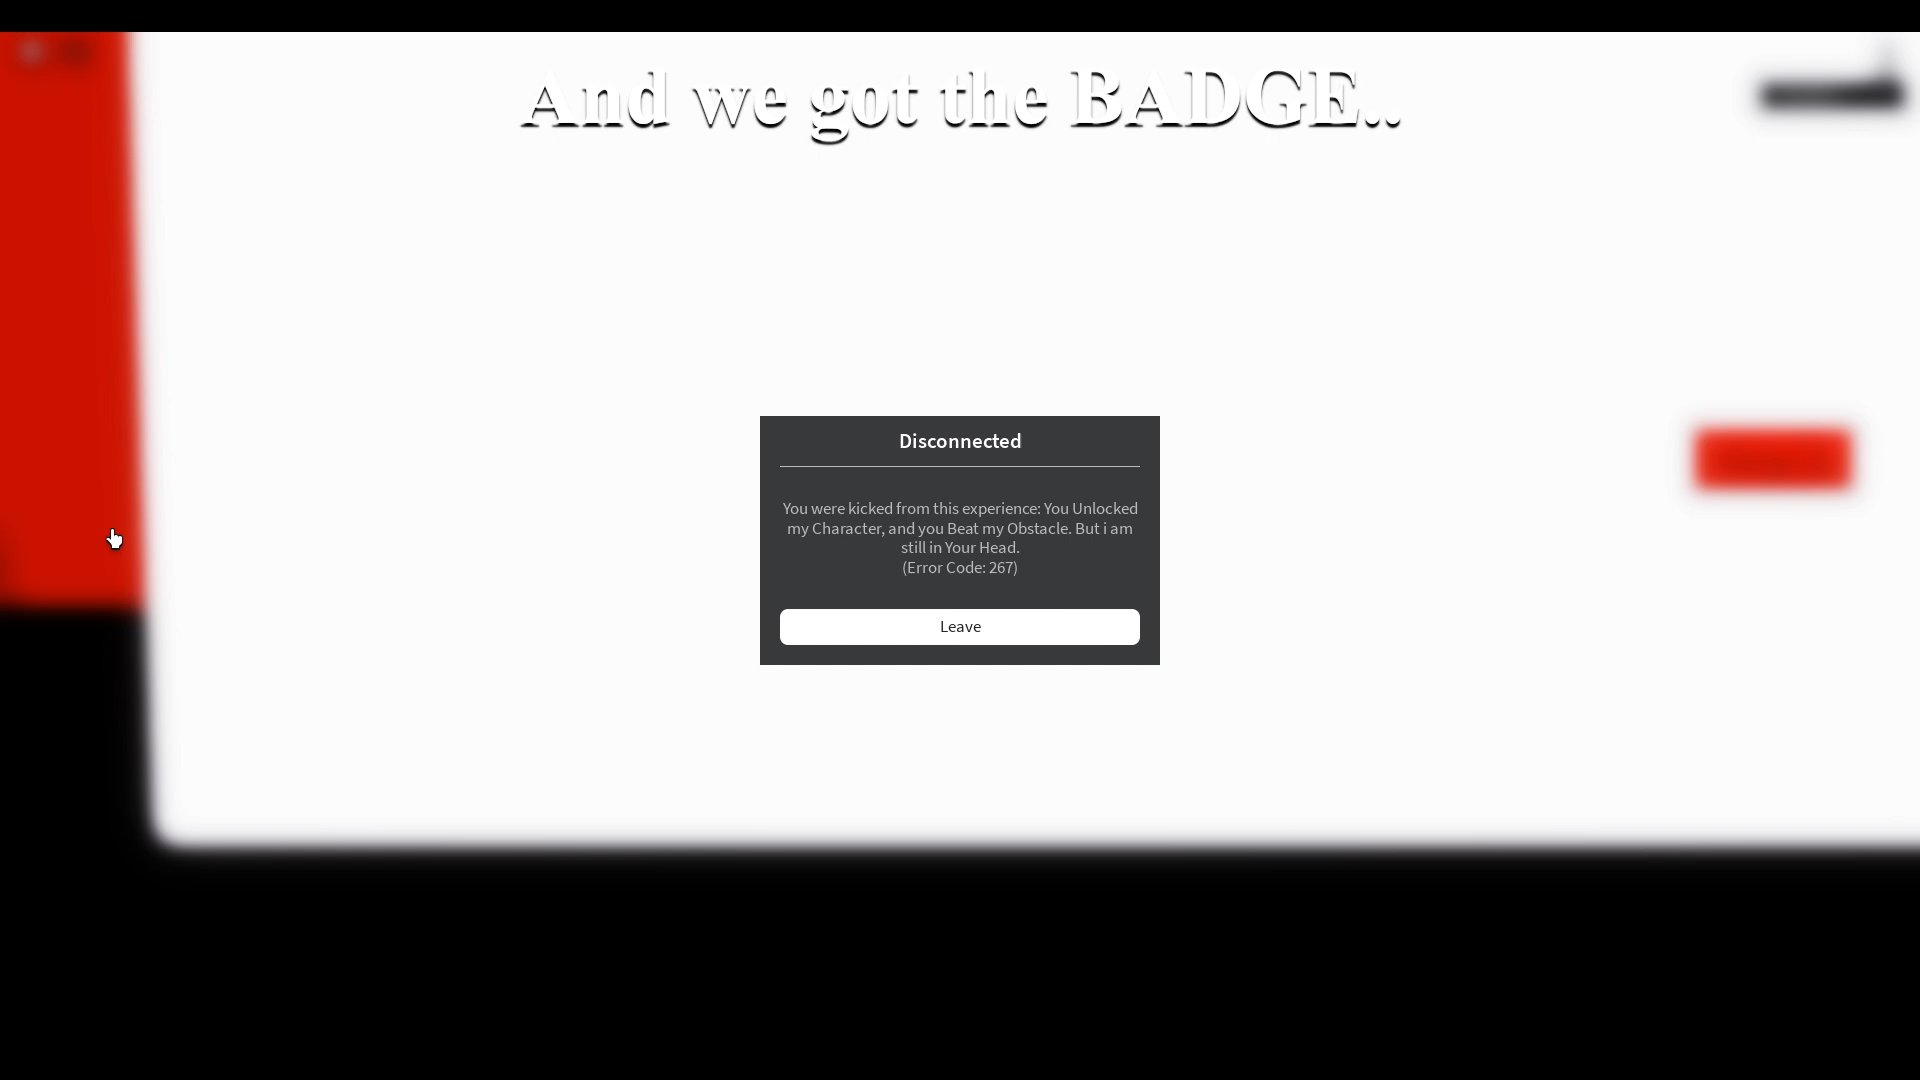 And we got the BADGE..
Disconnected
You were kicked from this experience: You Unlocked
my Character, and you Beat my Obstacle. But i am
still in Your Head.
(Error Code: 267)
Leave